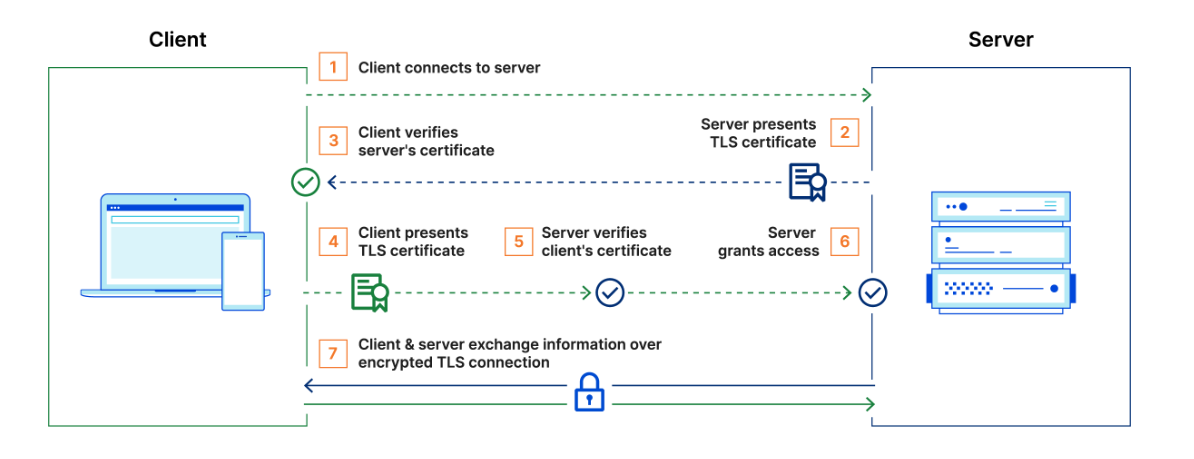 Client
Server
1
Client connects to server
Server presents
TLS certificate
2
3
Client verifies
server's certificate
4
Client presents
TLS certificate
5
Server verifies
client's certificate
Server
grants access
6
7
Client & server exchange information over
encrypted TLS connection